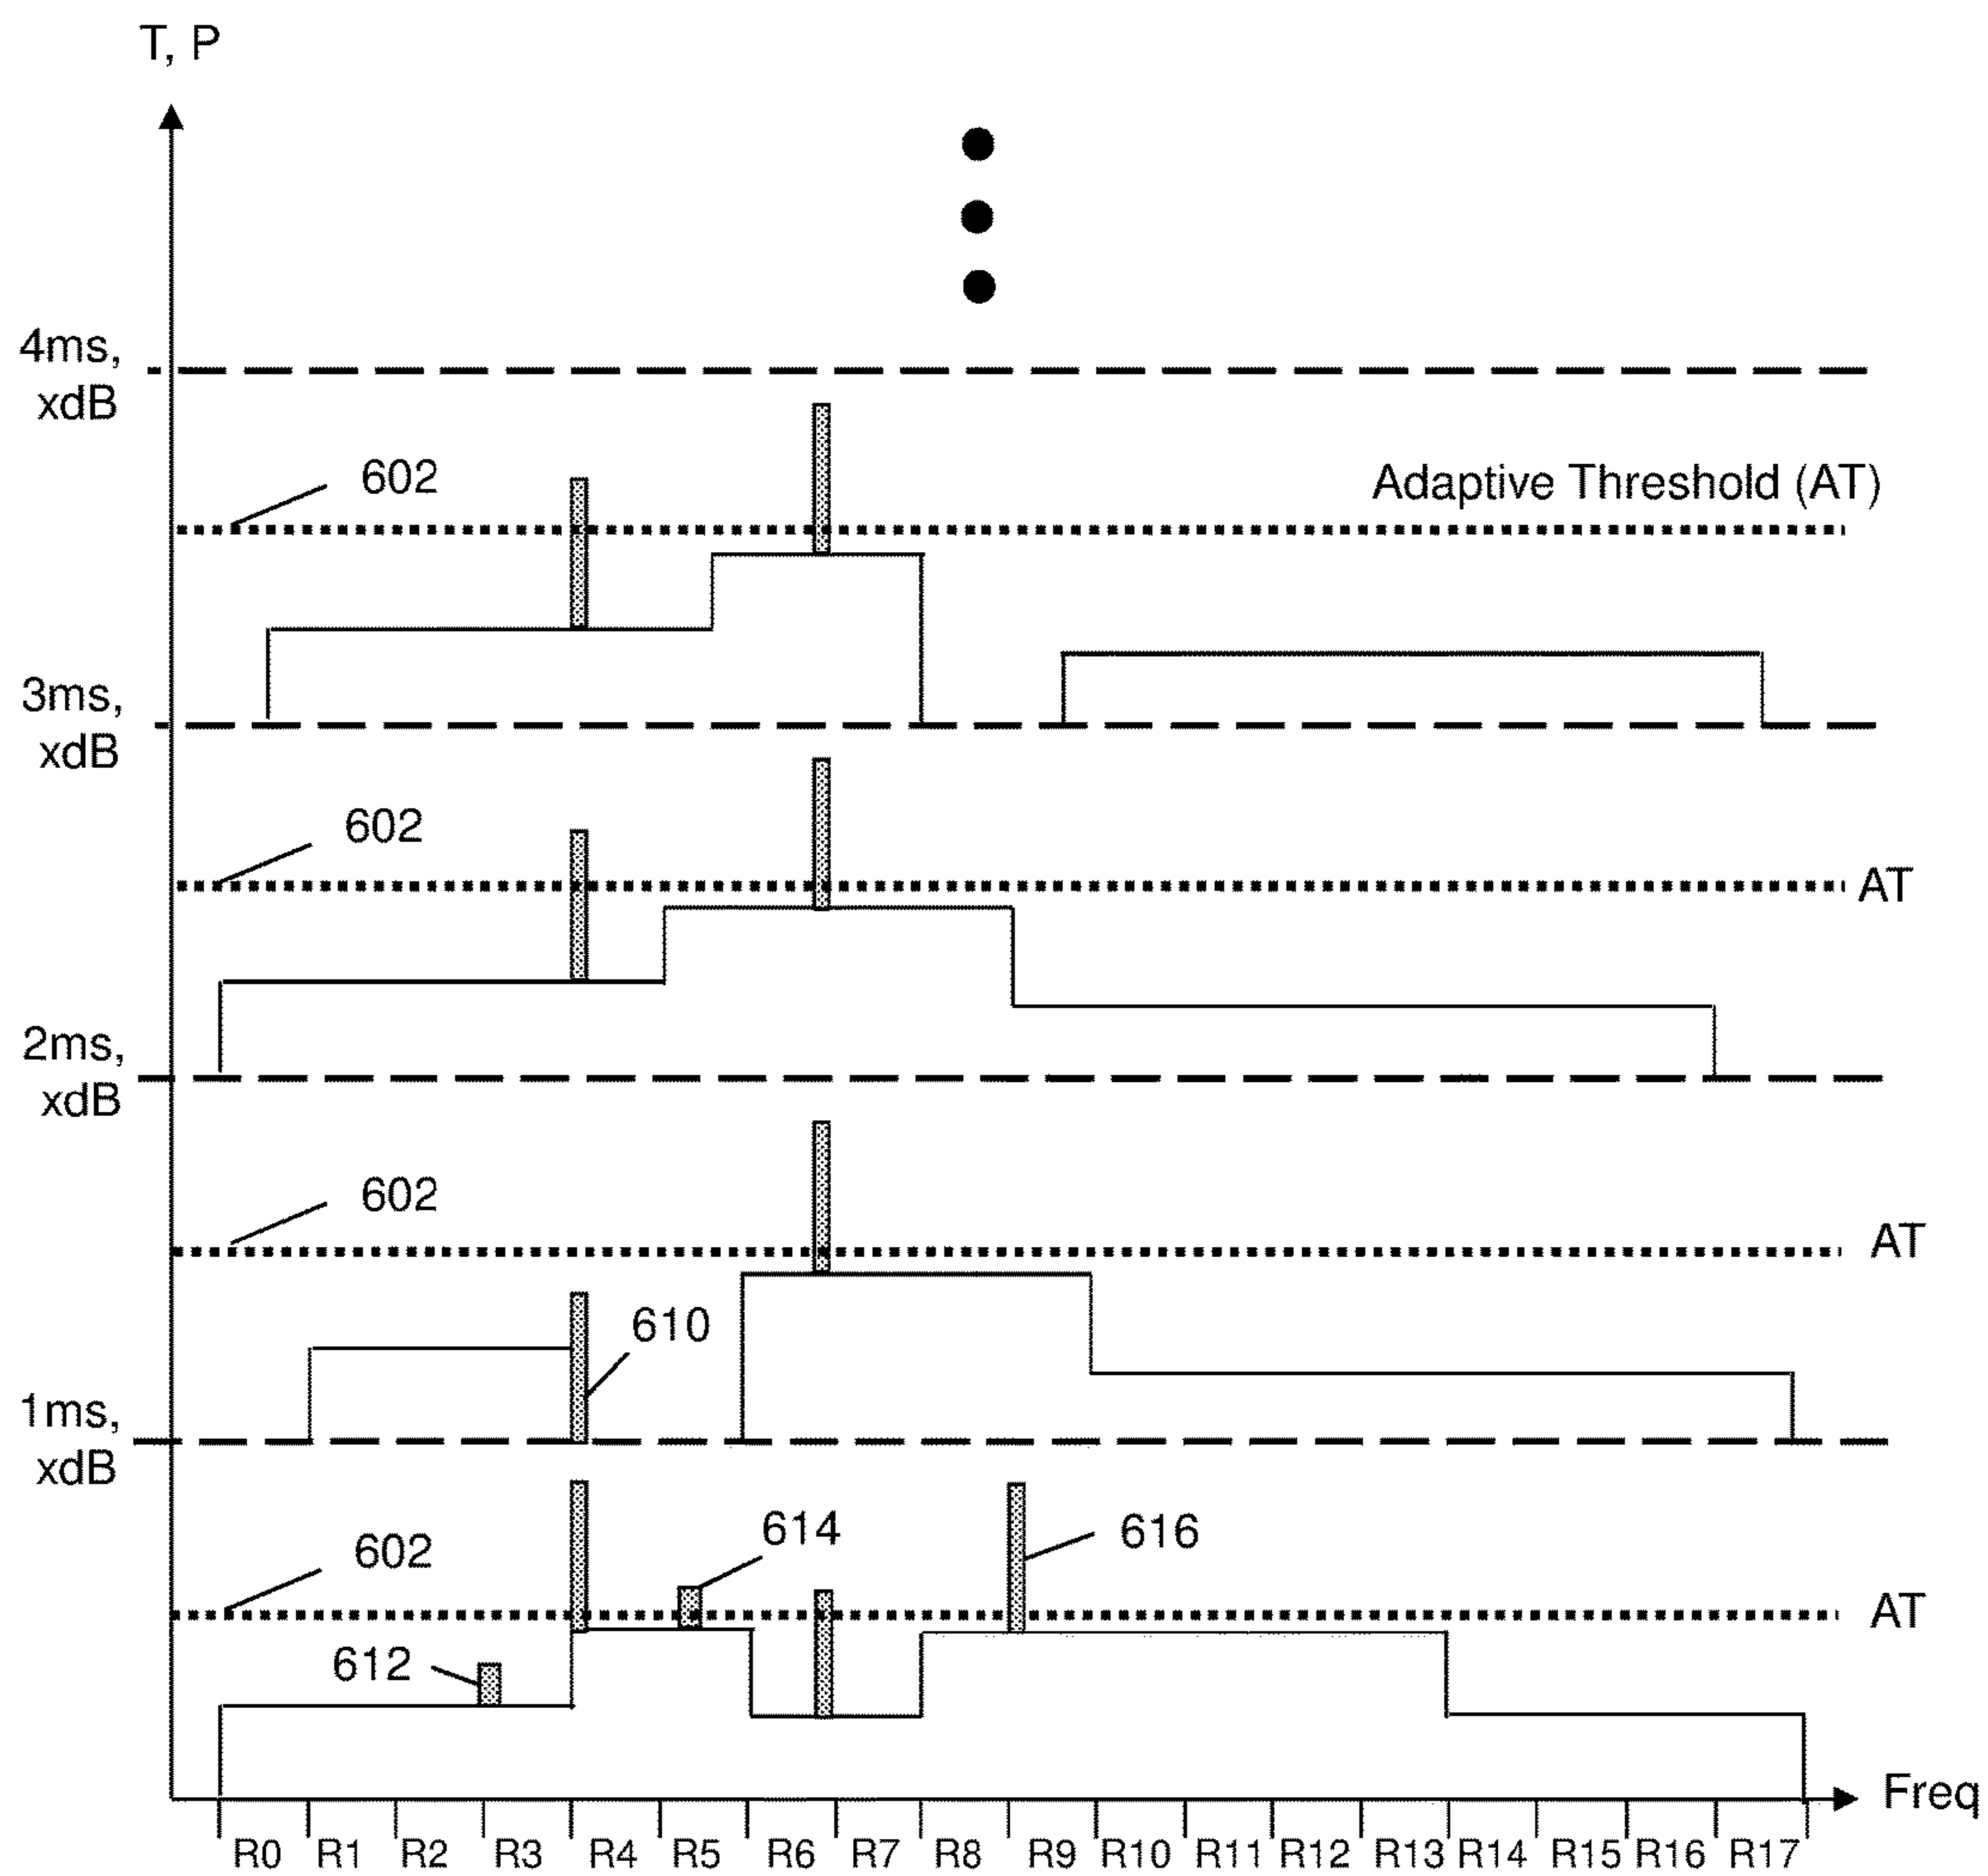 T, P
4ms,
xdB
602
Adaptive Threshold (AT)
3ms,
xdB
602
AT
2ms,
xdB
602
AT
610
1ms,
xdB
602
614
616
AT
612
Freq
R0 R1 R2 R3 R4 R5 R6 R7 R8 R9 R10 R11 R12 R13 R14 R15 R16 R17